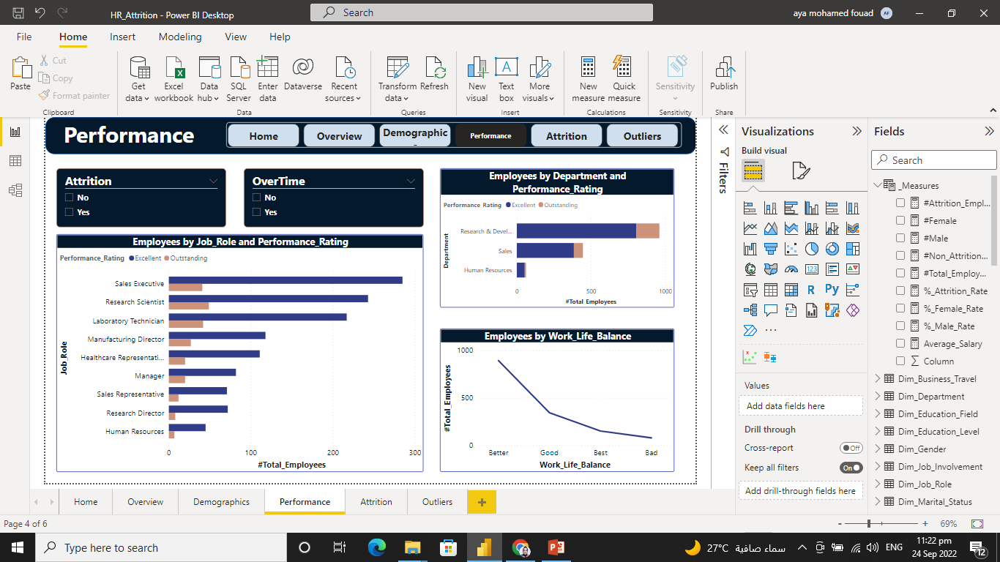 HR_Attrition - Power BI Desktop
Search
aya mohamed fouad
AF
File Home Insert Modeling View Help
Paste
Cut
Copy
Format painter
Get data
Excel workbook
Data hub
SQL Server
Enter data
Dataverse
Recent sources
Transform data
Refresh
New visual
Text box
More visuals
New measure
Quick measure
Sensitivity
Publish
Clipboard
Data
Queries
Insert
Calculations
Sensitivity
Share
Performance
Home
Overview
Demographic
Performance
Attrition
Outliers
Attrition
No
Yes
OverTime
No
Yes
Employees by Job_Role and Performance_Rating
Performance_Rating Excellent Outstanding
Job_Role
Sales Executive
Research Scientist
Laboratory Technician
Manufacturing Director
Healthcare Representati...
Manager
Sales Representative
Research Director
Human Resources
0 100 200 300
#Total_Employees
Employees by Department and
Performance_Rating
Performance_Rating Excellent Outstanding
Department
Research & Devel...
Sales
Human Resources
0 500 1000
#Total_Employees
Employees by Work_Life_Balance
#Total_Employees
1000
500
0
Better Good Best Bad
Work_Life_Balance
Filters
Visualizations
Build visual
R
Py
123
Values
Add data fields here
Drill through
Cross-report
Off
Keep all filters
On
Add drill-through fields here
Fields
Search
_Measures
#Attrition_Empl...
#Female
#Male
#Non_Attrition...
#Total_Employ...
%_Attrition_Rate
%_Female_Rate
%_Male_Rate
Average_Salary
Column
Dim_Business_Travel
Dim_Department
Dim_Education_Field
Dim_Education_Level
Dim_Gender
Dim_Job_Involvement
Dim_Job_Role
Dim_Marital_Status
Home
Overview
Demographics
Performance
Attrition
Outliers
Page 4 of 6
- + 69%
Type here to search
27°C سماء صافية
ENG
11:22 pm
24 Sep 2022
12